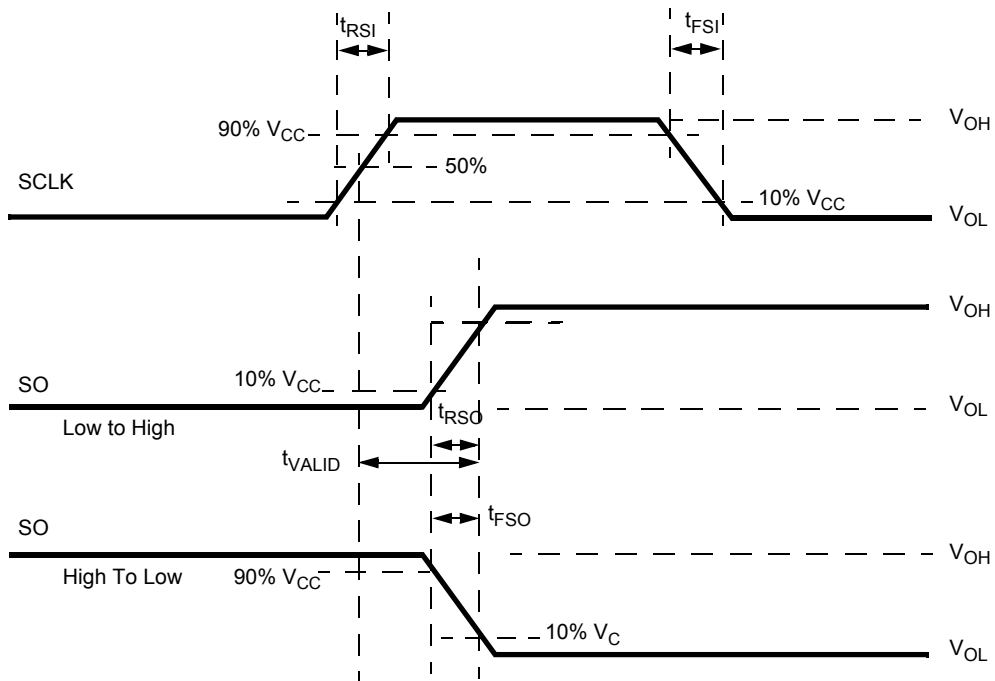 tRSI
tFSI
90% VCC
VOH
50%
SCLK
10% VCC
VOL
VOH
SO
10% VCC
tRSO
VOL
Low to High
tVALID
tFSO
SO
VOH
High To Low
90% VCC
10% VC
VOL